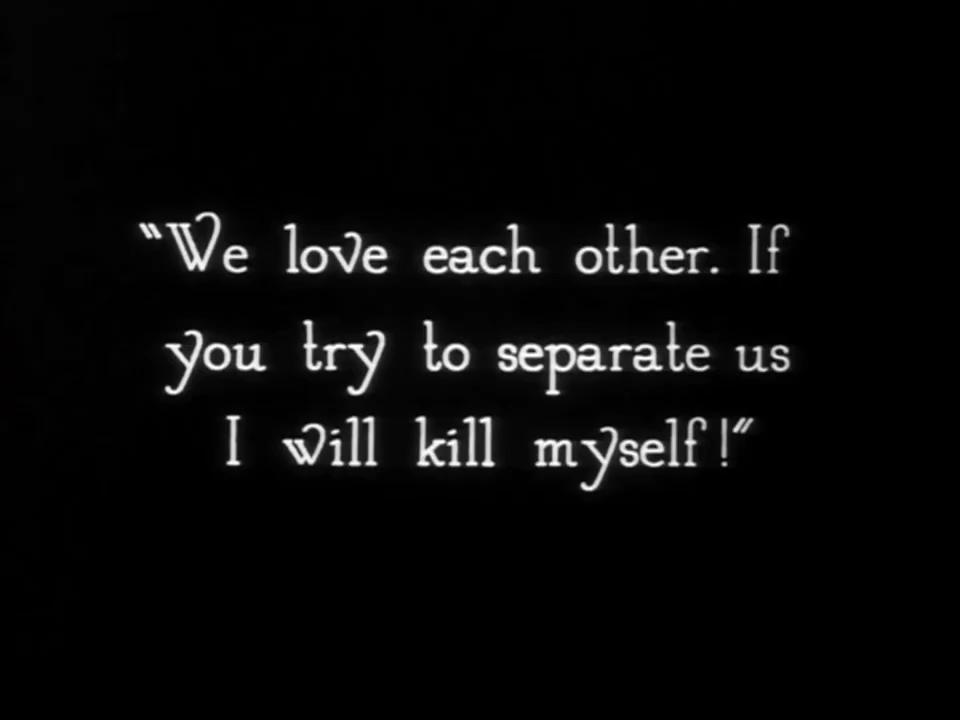 "We love each other. If
you try to separate us
I will kill myself!"